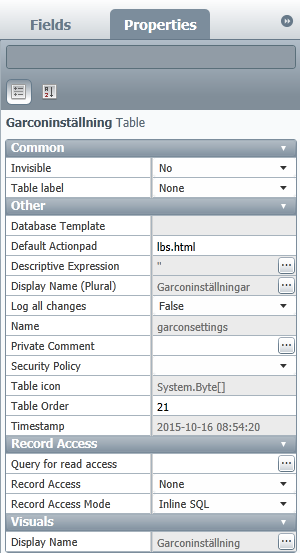 Fields Properties
Garconinställning Table
Common
Invisible No
Table label None
Other
Database Template
Default Actionpad lbs.html
Descriptive Expression ''
Display Name (Plural) Garconinställningar
Log all changes False
Name garconsettings
Private Comment
Security Policy
Table icon System.Byte[]
Table Order 21
Timestamp 2015-10-16 08:54:20
Record Access
Query for read access
Record Access None
Record Access Mode Inline SQL
Visuals
Display Name Garconinställning